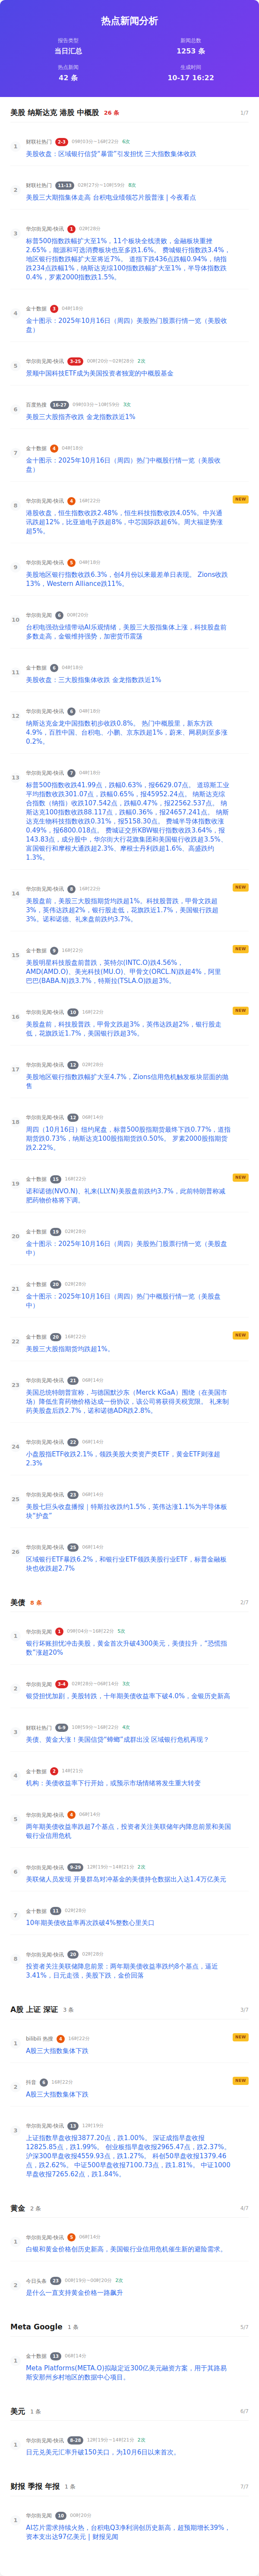 热点新闻分析
报告类型
当日汇总
新闻总数
1253 条
热点新闻
42 条
生成时间
10-17 16:22
美股 纳斯达克 港股 中概股 26 条 1/7
1
财联社热门 2-3 09时03分~16时22分 6次
美股收盘：区域银行信贷“暴雷”引发担忧 三大指数集体收跌
2
财联社热门 11-13 02时27分~10时59分 8次
美股三大期指集体走高 台积电业绩领芯片股普涨｜今夜看点
3
华尔街见闻-快讯 1 02时28分
标普500指数跌幅扩大至1%，11个板块全线溃败，金融板块重挫
2.65%，能源和可选消费板块也至多跌1.6%。 费城银行指数跌3.4%，
地区银行指数跌幅扩大至将近7%。 道指下跌436点跌幅0.94%，纳指
跌234点跌幅1%，纳斯达克综100指数跌幅扩大至1%，半导体指数跌
0.4%，罗素2000指数跌1.5%。
4
金十数据 3 04时18分
金十图示：2025年10月16日（周四）美股热门股票行情一览（美股收
盘）
5
华尔街见闻-快讯 3-25 00时20分~02时28分 2次
景顺中国科技ETF成为美国投资者独宠的中概股基金
6
百度热搜 16-27 09时03分~10时59分 3次
美股三大股指齐收跌 金龙指数跌近1%
7
金十数据 4 04时18分
金十图示：2025年10月16日（周四）热门中概股行情一览（美股收
盘）
8
华尔街见闻-快讯 4 16时22分 NEW
港股收盘，恒生指数收跌2.48%，恒生科技指数收跌4.05%。中兴通
讯跌超12%，比亚迪电子跌超8%，中芯国际跌超6%。周大福逆势涨
超5%。
9
华尔街见闻-快讯 5 04时18分
美股地区银行指数收跌6.3%，创4月份以来最差单日表现。 Zions收跌
13%，Western Alliance跌11%。
10
华尔街见闻 6 00时20分
台积电强劲业绩带动AI乐观情绪，美股三大股指集体上涨，科技股盘前
多数走高，金银维持强势，加密货币震荡
11
金十数据 6 04时18分
美股收盘：三大股指集体收跌 金龙指数跌近1%
12
华尔街见闻-快讯 6 04时18分
纳斯达克金龙中国指数初步收跌0.8%。 热门中概股里，新东方跌
4.9%，百胜中国、台积电、小鹏、京东跌超1%，蔚来、网易则至多涨
0.2%。
13
华尔街见闻-快讯 7 04时18分
标普500指数收跌41.99点，跌幅0.63%，报6629.07点。 道琼斯工业
平均指数收跌301.07点，跌幅0.65%，报45952.24点。 纳斯达克综
合指数（纳指）收跌107.542点，跌幅0.47%，报22562.537点。 纳
斯达克100指数收跌88.117点，跌幅0.36%，报24657.241点。 纳斯
达克生物科技指数收跌0.31%，报5158.30点。 费城半导体指数收涨
0.49%，报6800.018点。 费城证交所KBW银行指数收跌3.64%，报
143.83点，成分股中，华尔街大行花旗集团和美国银行收跌超3.5%、
富国银行和摩根大通跌超2.3%、摩根士丹利跌超1.6%、高盛跌约
1.3%。
14
华尔街见闻-快讯 8 16时22分 NEW
美股盘前，美股三大股指期货均跌超1%。科技股普跌，甲骨文跌超
3%，英伟达跌超2%，银行股走低，花旗跌近1.7%，美国银行跌超
3%。诺和诺德、礼来盘前跌约3.7%。
15
金十数据 9 16时22分 NEW
美股明星科技股盘前普跌，英特尔(INTC.O)跌4.56%，
AMD(AMD.O)、美光科技(MU.O)、甲骨文(ORCL.N)跌超4%，阿里
巴巴(BABA.N)跌3.7%，特斯拉(TSLA.O)跌超3%。
16
华尔街见闻-快讯 10 16时22分 NEW
美股盘前，科技股普跌，甲骨文跌超3%，英伟达跌超2%，银行股走
低，花旗跌近1.7%，美国银行跌超3%。
17
华尔街见闻-快讯 12 02时28分
美股地区银行指数跌幅扩大至4.7%，Zions信用危机触发板块层面的抛
售
18
华尔街见闻-快讯 12 06时14分
周四（10月16日）纽约尾盘，标普500股指期货最终下跌0.77%，道指
期货跌0.73%，纳斯达克100股指期货跌0.50%。 罗素2000股指期货
跌2.22%。
19
金十数据 15 16时22分 NEW
诺和诺德(NVO.N)、礼来(LLY.N)美股盘前跌约3.7%，此前特朗普称减
肥药物价格将下调。
20
金十数据 19 02时28分
金十图示：2025年10月16日（周四）美股热门股票行情一览（美股盘
中）
21
金十数据 20 02时28分
金十图示：2025年10月16日（周四）热门中概股行情一览（美股盘
中）
22
金十数据 20 16时22分 NEW
美股三大股指期货均跌超1%。
23
华尔街见闻-快讯 21 06时14分
美国总统特朗普宣称，与德国默沙东（Merck KGaA）围绕（在美国市
场）降低生育药物价格达成一份协议，该公司将获得关税宽限。 礼来制
药美股盘后跌2.7%，诺和诺德ADR跌2.8%。
24
华尔街见闻-快讯 22 06时14分
小盘股指ETF收跌2.1%，领跌美股大类资产类ETF，黄金ETF则涨超
2.3%
25
华尔街见闻-快讯 23 06时14分
美股七巨头收盘播报｜特斯拉收跌约1.5%，英伟达涨1.1%为半导体板
块“护盘”
26
华尔街见闻-快讯 25 06时14分
区域银行ETF暴跌6.2%，和银行业ETF领跌美股行业ETF，标普金融板
块也收跌超2.7%
美债 8 条 2/7
1
华尔街见闻 1 09时04分~16时22分 5次
银行坏账担忧冲击美股，黄金首次升破4300美元，美债拉升，“恐慌指
数”涨超20%
2
华尔街见闻 3-4 02时28分~06时14分 3次
银贷担忧加剧，美股转跌，十年期美债收益率下破4.0%，金银历史新高
3
财联社热门 6-9 10时59分~16时22分 4次
美债、黄金大涨！美国信贷“蟑螂”成群出没 区域银行危机再现？
4
金十数据 2 14时21分
机构：美债收益率下行开始，或预示市场情绪将发生重大转变
5
华尔街见闻-快讯 4 06时14分
两年期美债收益率跌超7个基点，投资者关注美联储年内降息前景和美国
银行业信用危机
6
华尔街见闻-快讯 9-29 12时19分~14时21分 2次
美联储人员发现 开曼群岛对冲基金的美债持仓数据出入达1.4万亿美元
7
金十数据 11 02时28分
10年期美债收益率再次跌破4%整数心里关口
8
华尔街见闻-快讯 20 02时28分
投资者关注美联储降息前景：两年期美债收益率跌约8个基点，逼近
3.41%，日元走强，美股下跌，金价回落
A股 上证 深证 3 条 3/7
1
bilibili 热搜 4 16时22分 NEW
A股三大指数集体下跌
2
抖音 6 16时22分 NEW
A股三大指数集体下跌
3
华尔街见闻-快讯 13 12时19分
上证指数早盘收报3877.20点，跌1.00%。 深证成指早盘收报
12825.85点，跌1.99%。 创业板指早盘收报2965.47点，跌2.37%。
沪深300早盘收报4559.93点，跌1.27%。 科创50早盘收报1379.46
点，跌2.62%。 中证500早盘收报7100.73点，跌1.81%。 中证1000
早盘收报7265.62点，跌1.84%。
黄金 2 条 4/7
1
华尔街见闻-快讯 5 06时14分
白银和黄金价格创历史新高，美国银行业信用危机催生新的避险需求。
2
今日头条 23 08时19分~00时20分 2次
是什么一直支持黄金价格一路飙升
Meta Google 1 条 5/7
1
金十数据 13 06时14分
Meta Platforms(META.O)拟敲定近300亿美元融资方案，用于其路易
斯安那州乡村地区的数据中心项目。
美元 1 条 6/7
1
华尔街见闻-快讯 8-28 12时19分~14时21分 2次
日元兑美元汇率升破150关口，为10月6日以来首次。
财报 季报 年报 1 条 7/7
1
华尔街见闻 10 00时20分
AI芯片需求持续火热，台积电Q3净利润创历史新高，超预期增长39%，
资本支出达97亿美元｜财报见闻